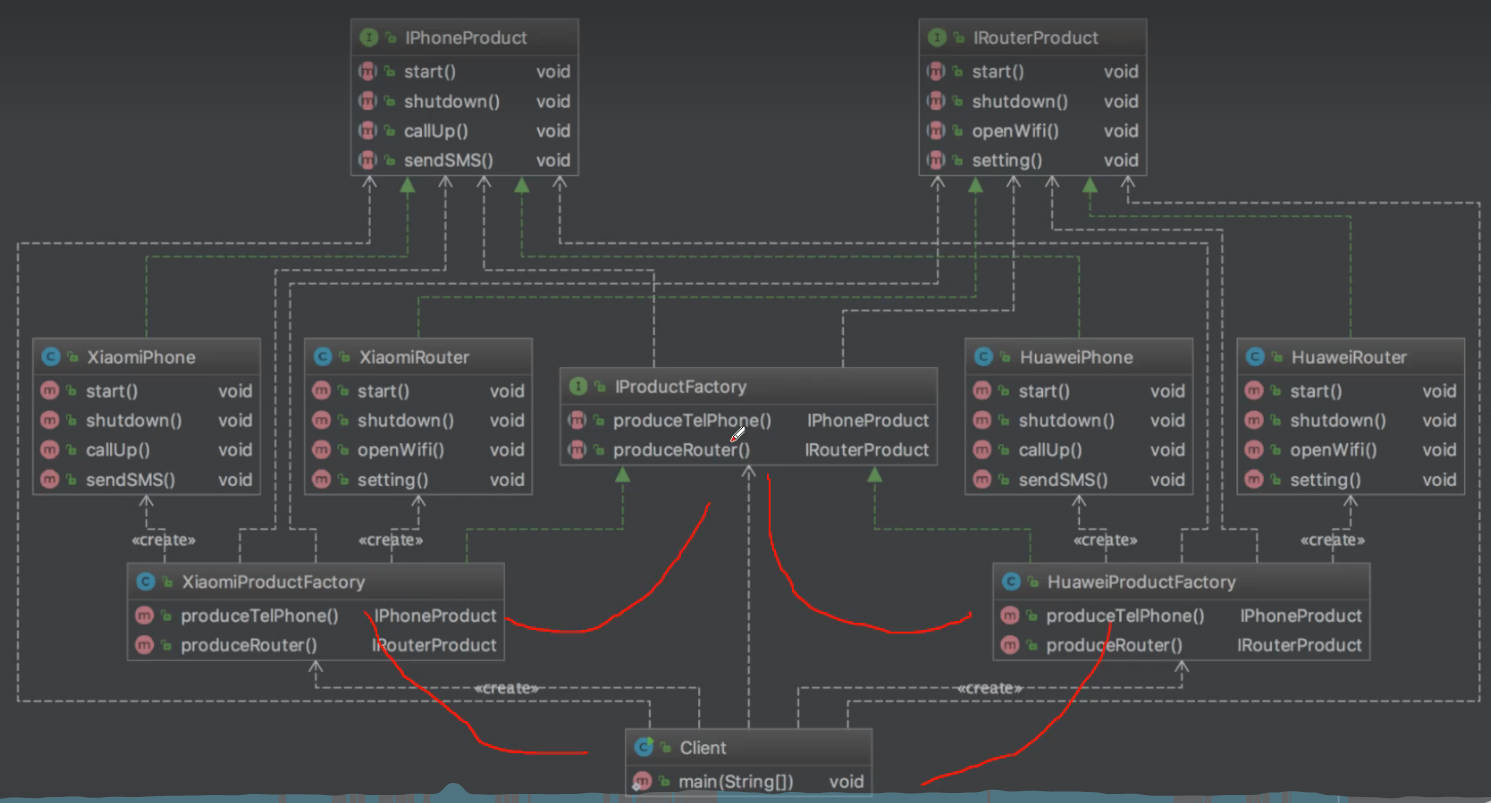 IPhoneProduct
start() void
shutdown() void
callUp() void
sendSMS() void
IRouterProduct
start() void
shutdown() void
openWifi() void
setting() void
XiaomiPhone
start() void
shutdown() void
callUp() void
sendSMS() void
XiaomiRouter
start() void
shutdown() void
openWifi() void
setting() void
IProductFactory
produceTelPhone() IPhoneProduct
produceRouter() IRouterProduct
HuaweiPhone
start() void
shutdown() void
callUp() void
sendSMS() void
HuaweiRouter
start() void
shutdown() void
openWifi() void
setting() void
«create»
«create»
«create»
«create»
XiaomiProductFactory
produceTelPhone() IPhoneProduct
produceRouter() IRouterProduct
HuaweiProductFactory
produceTelPhone() IPhoneProduct
produceRouter() IRouterProduct
«create»
«create»
Client
main(String[]) void